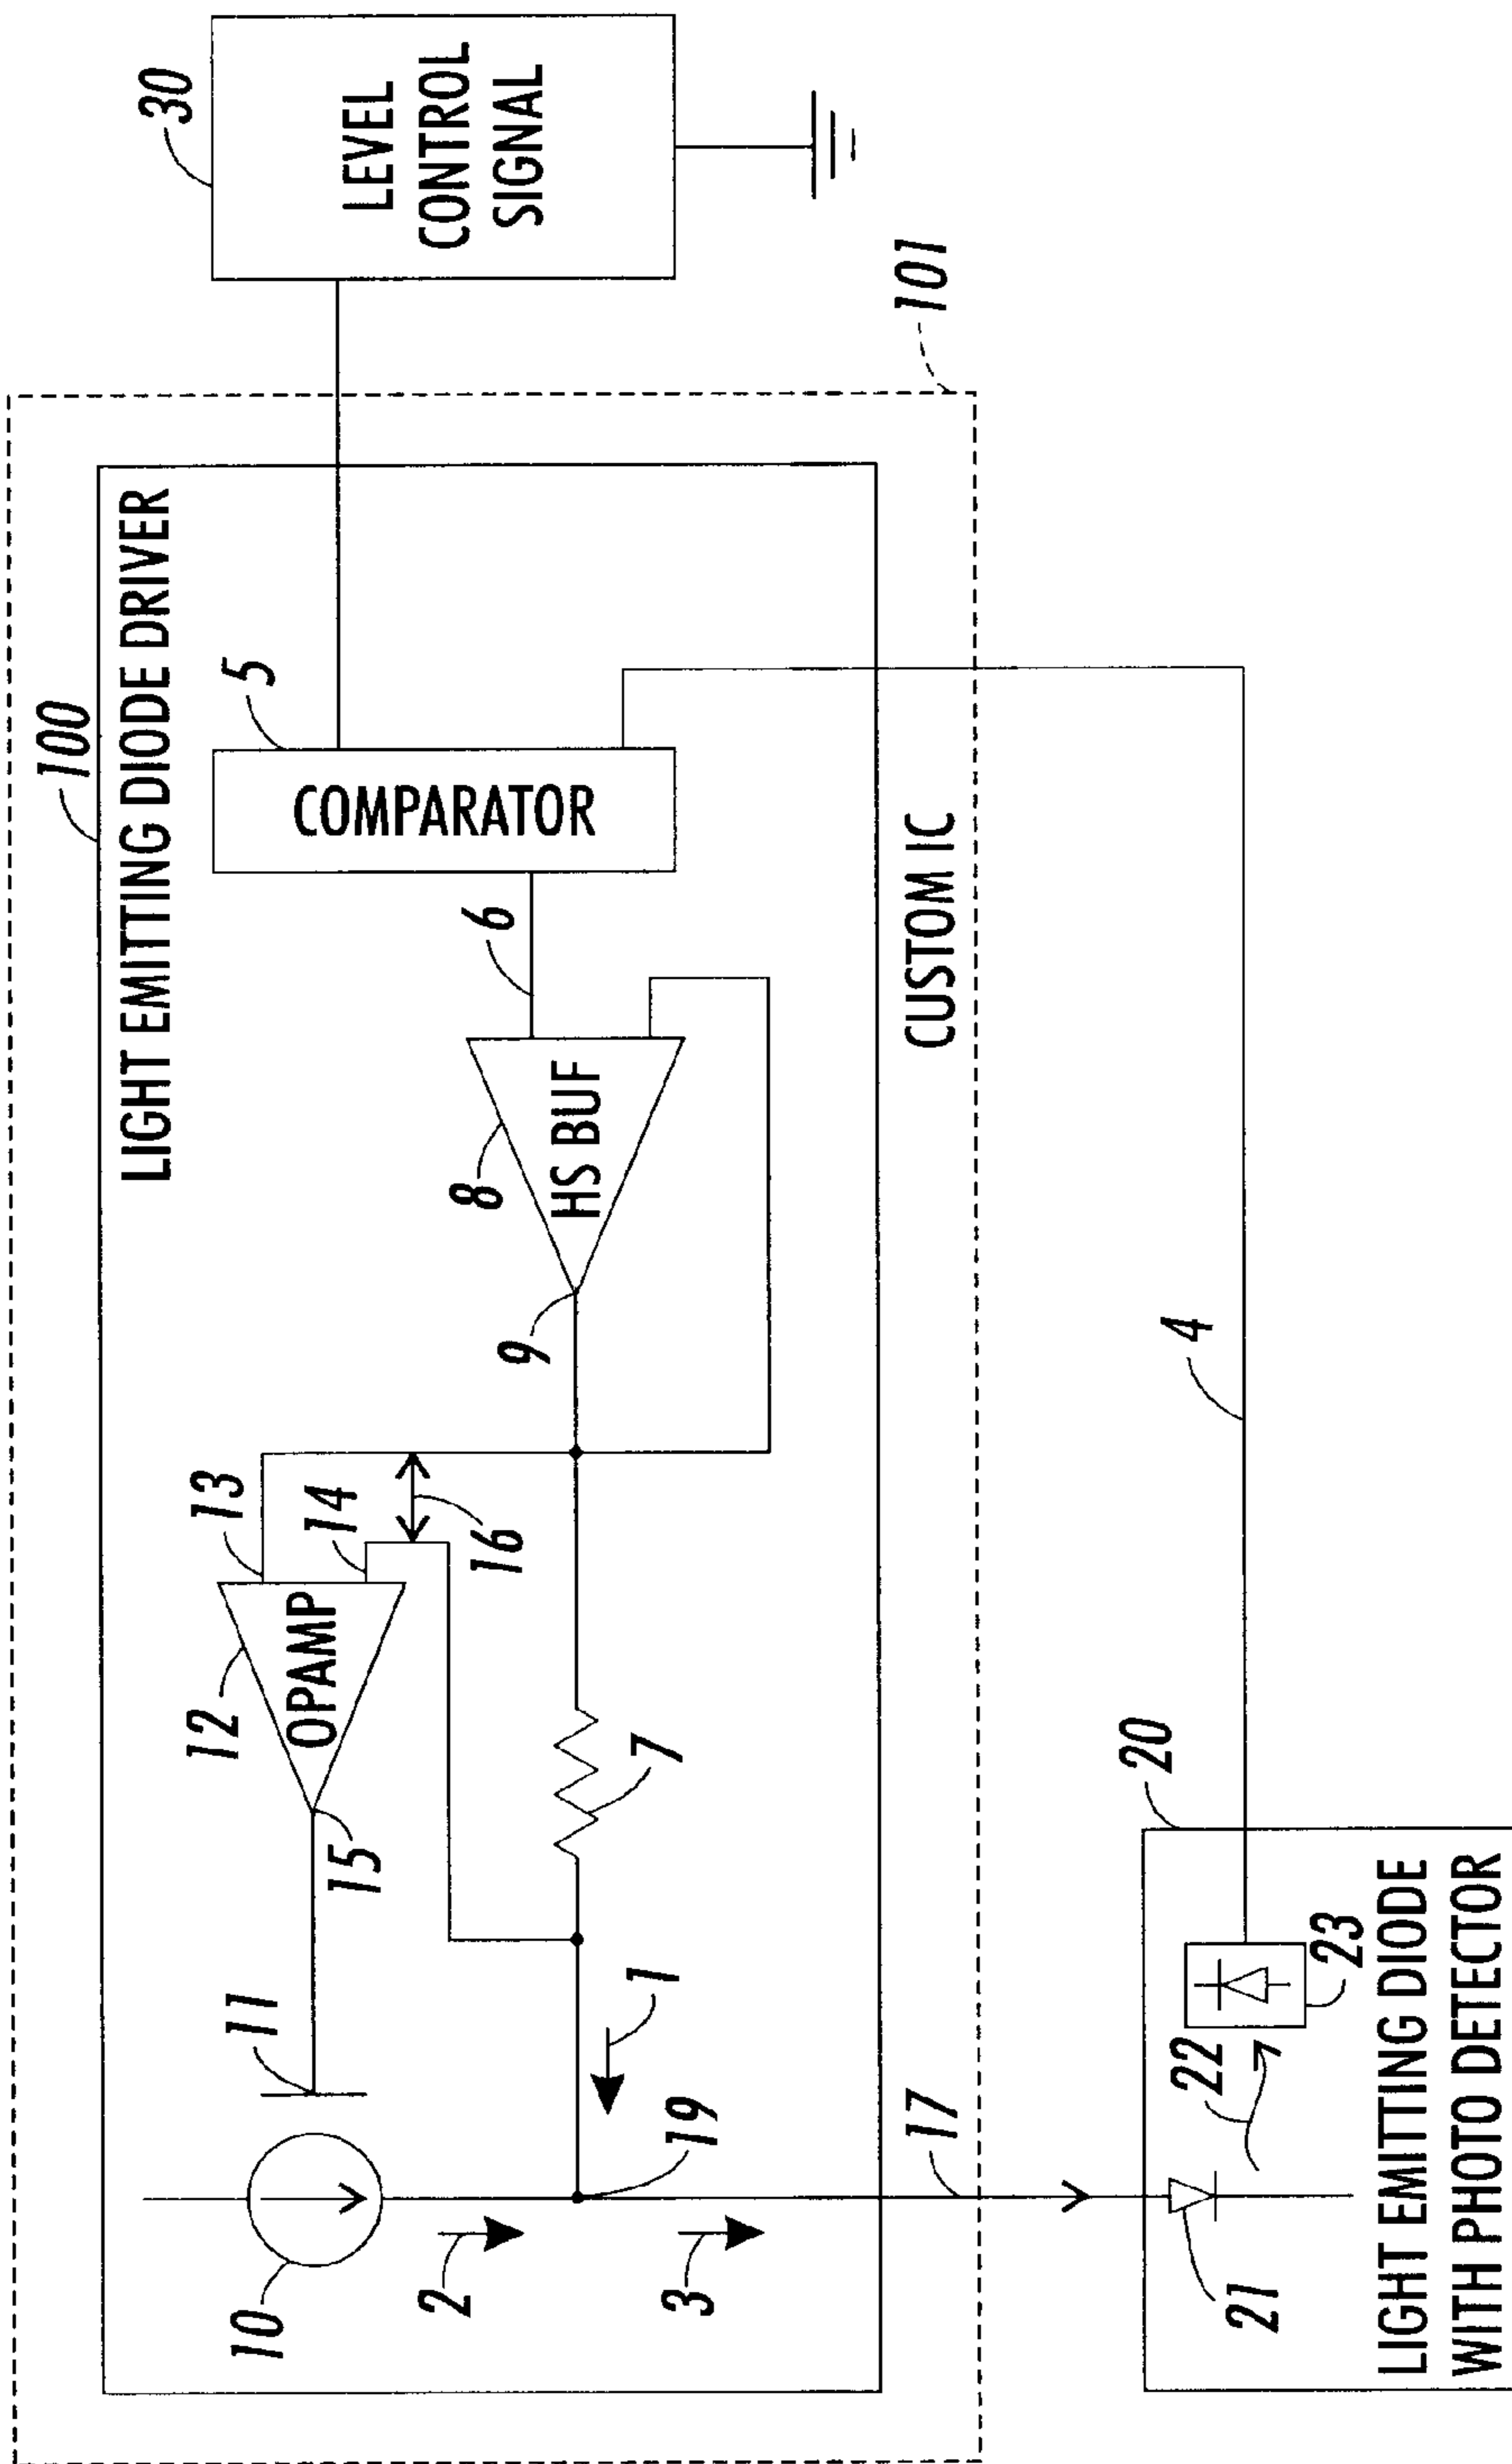 100
LIGHT EMITTING DIODE DRIVER
30
LEVEL
CONTROL
SIGNAL
101
CUSTOM IC
5
COMPARATOR
6
8
HS BUF
9
13
14
16
12
OPAMP
15
11
10
7
1
2
19
3
17
4
20
22
23
21
LIGHT EMITTING DIODE
WITH PHOTO DETECTOR